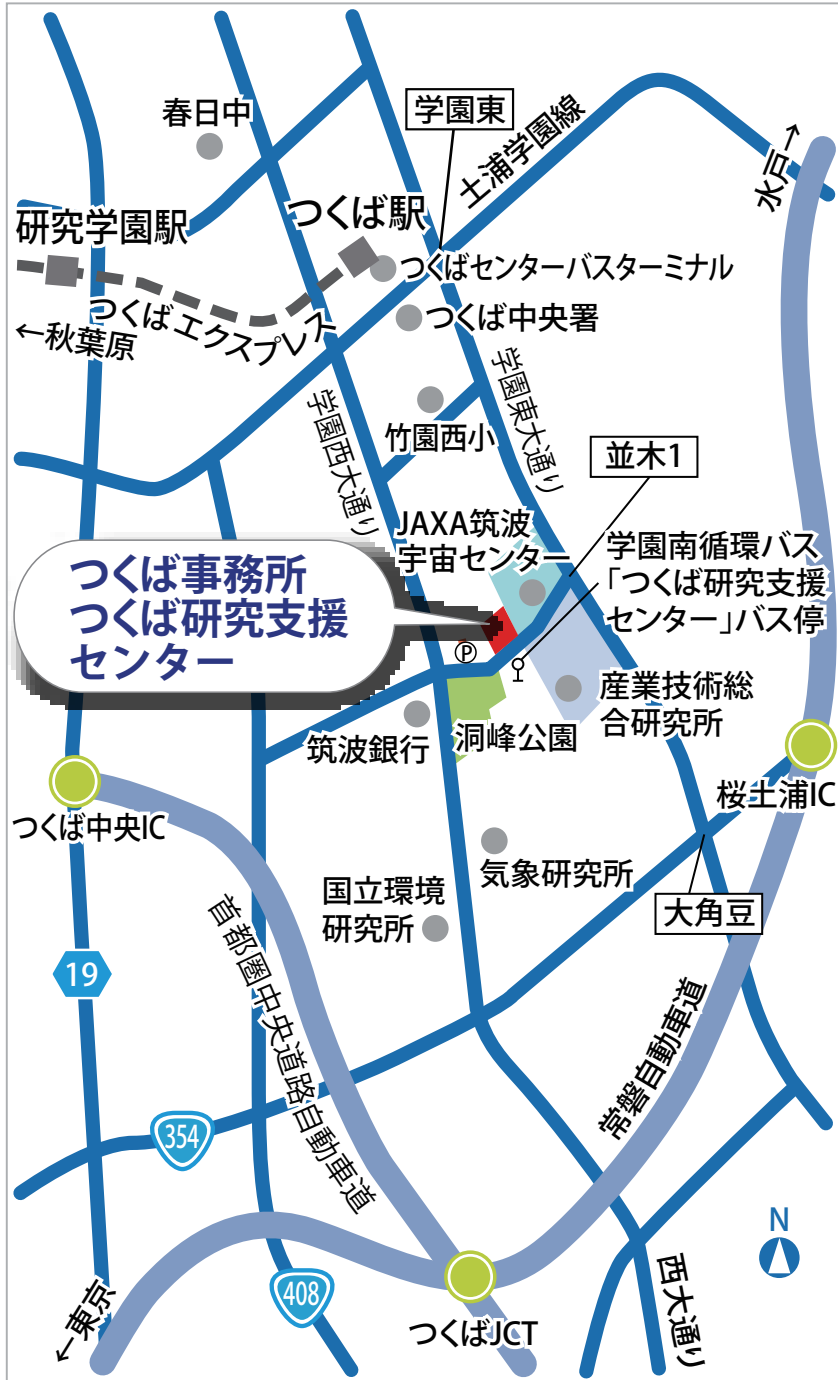 春日中
学園東
土浦学園線
水戸→
研究学園駅
つくば駅
つくばセンターバスターミナル
つくばエクスプレス
←秋葉原
つくば中央署
学園西大通り
学園東大通り
竹園西小
並木1
JAXA筑波
宇宙センター
学園南循環バス
「つくば研究支援
センター」バス停
つくば事務所
つくば研究支援
センター
P
産業技術総
合研究所
筑波銀行
洞峰公園
桜土浦IC
つくば中央IC
気象研究所
国立環境
研究所
大角豆
19
首都圏中央道路自動車道
常磐自動車道
354
N
408
←東京
つくばJCT
西大通り